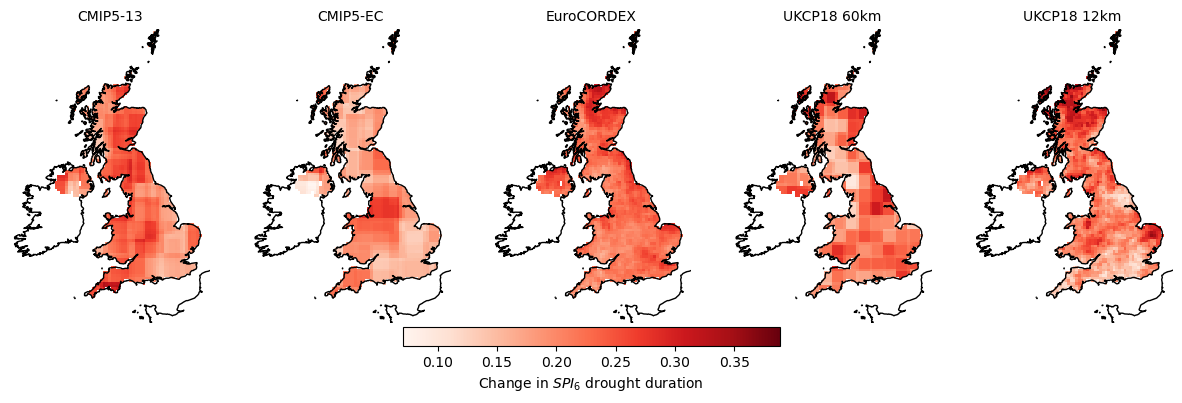 CMIP5-13 CMIP5-EC EuroCORDEX UKCP18 60km UKCP18 12km
0.10 0.15 0.20 0.25 0.30 0.35
Change in SPI₆ drought duration